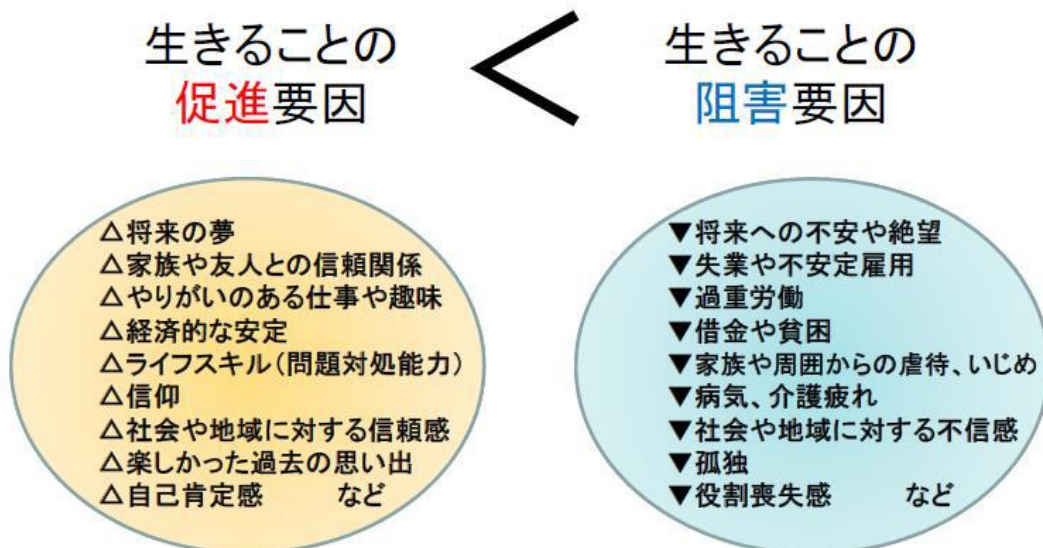 生きることの
促進要因
<
生きることの
阻害要因
△将来の夢
△家族や友人との信頼関係
△やりがいのある仕事や趣味
△経済的な安定
△ライフスキル(問題対処能力)
△信仰
△社会や地域に対する信頼感
△楽しかった過去の思い出
△自己肯定感 など
▼将来への不安や絶望
▼失業や不安定雇用
▼過重労働
▼借金や貧困
▼家族や周囲からの虐待、いじめ
▼病気、介護疲れ
▼社会や地域に対する不信感
▼孤独
▼役割喪失感 など